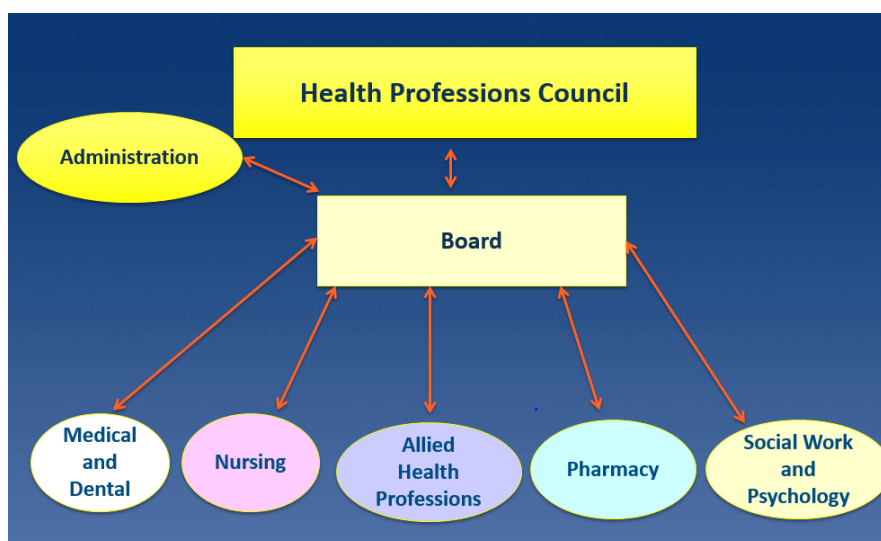 Health Professions Council
Administration
Board
Medical
and
Dental
Nursing
Allied
Health
Professions
Pharmacy
Social Work
and
Psychology